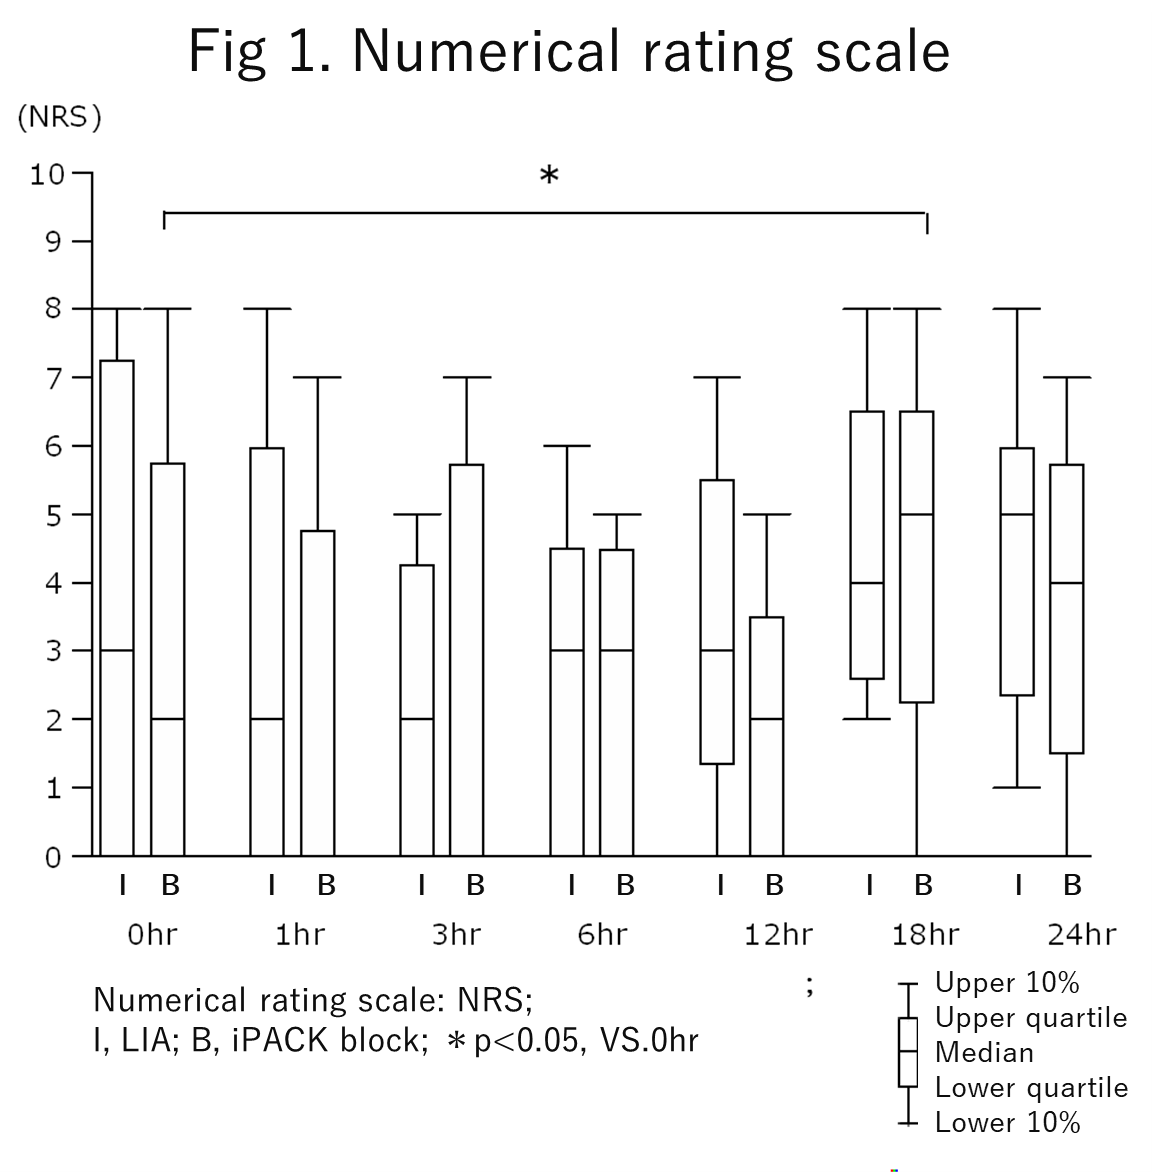 Fig 1. Numerical rating scale
(NRS)
*
10
9
8
7
6
5
4
3
2
1
0
I B I B I B I B I B I B I B
0hr 1hr 3hr 6hr 12hr 18hr 24hr
;
Numerical rating scale: NRS;
I, LIA; B, iPACK block; *p<0.05, VS.0hr
Upper 10%
Upper quartile
Median
Lower quartile
Lower 10%